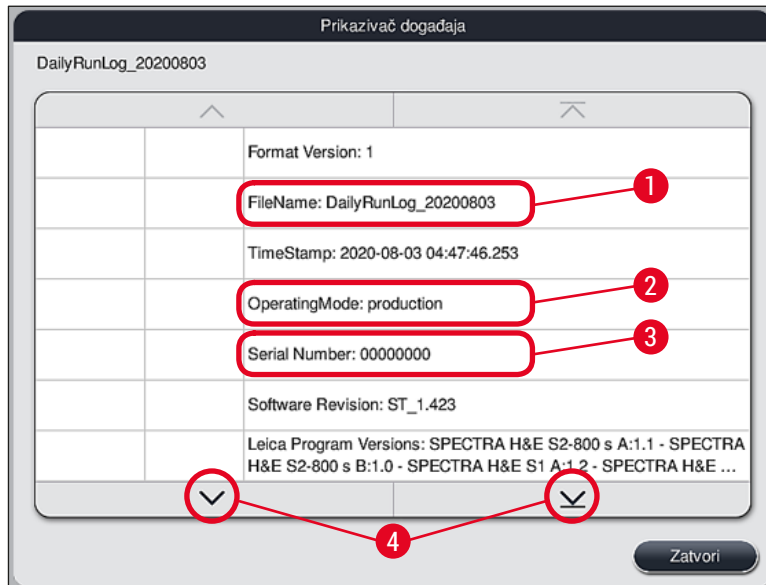 Prikazivač događaja
DailyRunLog_20200803
Format Version: 1
FileName: DailyRunLog_20200803
1
TimeStamp: 2020-08-03 04:47:46.253
OperatingMode: production
2
Serial Number: 00000000
3
Software Revision: ST_1.423
Leica Program Versions: SPECTRA H&E S2-800 s A:1.1 - SPECTRA
H&E S2-800 s B:1.0 - SPECTRA H&E S1 A:1.2 - SPECTRA H&E ...
4
Zatvori